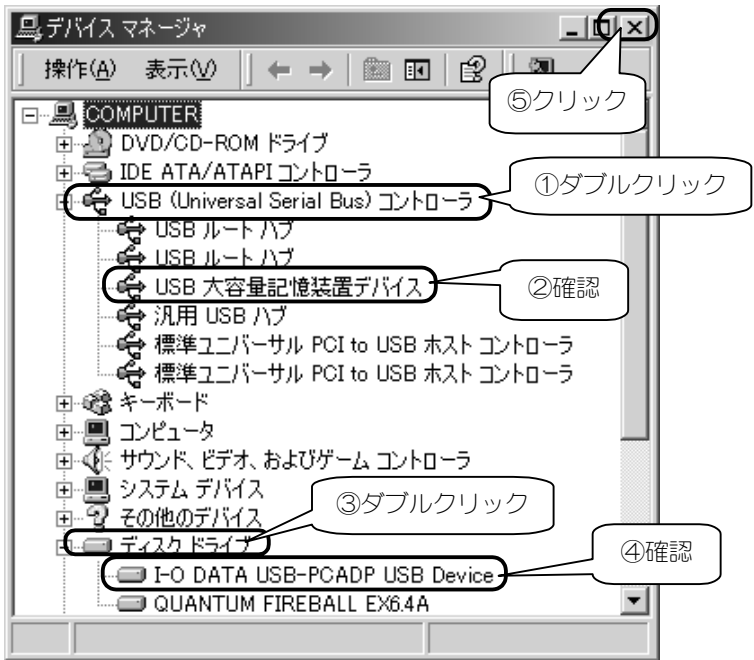 デバイス マネージャ
操作(A) 表示(V)
⑤クリック
COMPUTER
DVD/CD-ROM ドライブ
IDE ATA/ATAPI コントローラ
①ダブルクリック
USB (Universal Serial Bus) コントローラ
USB ルート ハブ
USB ルート ハブ
USB 大容量記憶装置デバイス
②確認
汎用 USB ハブ
標準ユニバーサル PCI to USB ホスト コントローラ
標準ユニバーサル PCI to USB ホスト コントローラ
キーボード
コンピュータ
サウンド、ビデオ、およびゲーム コントローラ
システム デバイス
③ダブルクリック
その他のデバイス
ディスク ドライブ
④確認
I-O DATA USB-PCADP USB Device
QUANTUM FIREBALL EX6.4A